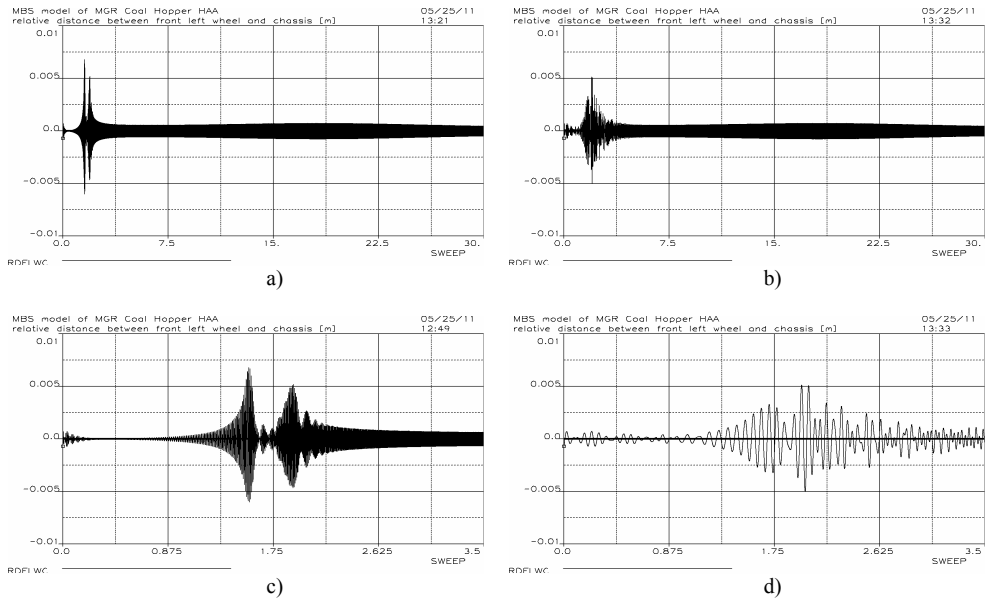 MBS model of MGR Coal Hopper HAA 05/25/11
relative distance between front left wheel and chassis [m] 13:21
0.01
0.005
0.0
-0.005
-0.01
0.0 7.5 15. 22.5 30.
SWEEP
RDFLWC
a)
MBS model of MGR Coal Hopper HAA 05/25/11
relative distance between front left wheel and chassis [m] 13:32
0.01
0.005
0.0
-0.005
-0.01
0.0 7.5 15. 22.5 30.
SWEEP
RDFLWC
b)
MBS model of MGR Coal Hopper HAA 05/25/11
relative distance between front left wheel and chassis [m] 12:49
0.01
0.005
0.0
-0.005
-0.01
0.0 0.875 1.75 2.625 3.5
SWEEP
RDFLWC
c)
MBS model of MGR Coal Hopper HAA 05/25/11
relative distance between front left wheel and chassis [m] 13:33
0.01
0.005
0.0
-0.005
-0.01
0.0 0.875 1.75 2.625 3.5
SWEEP
RDFLWC
d)